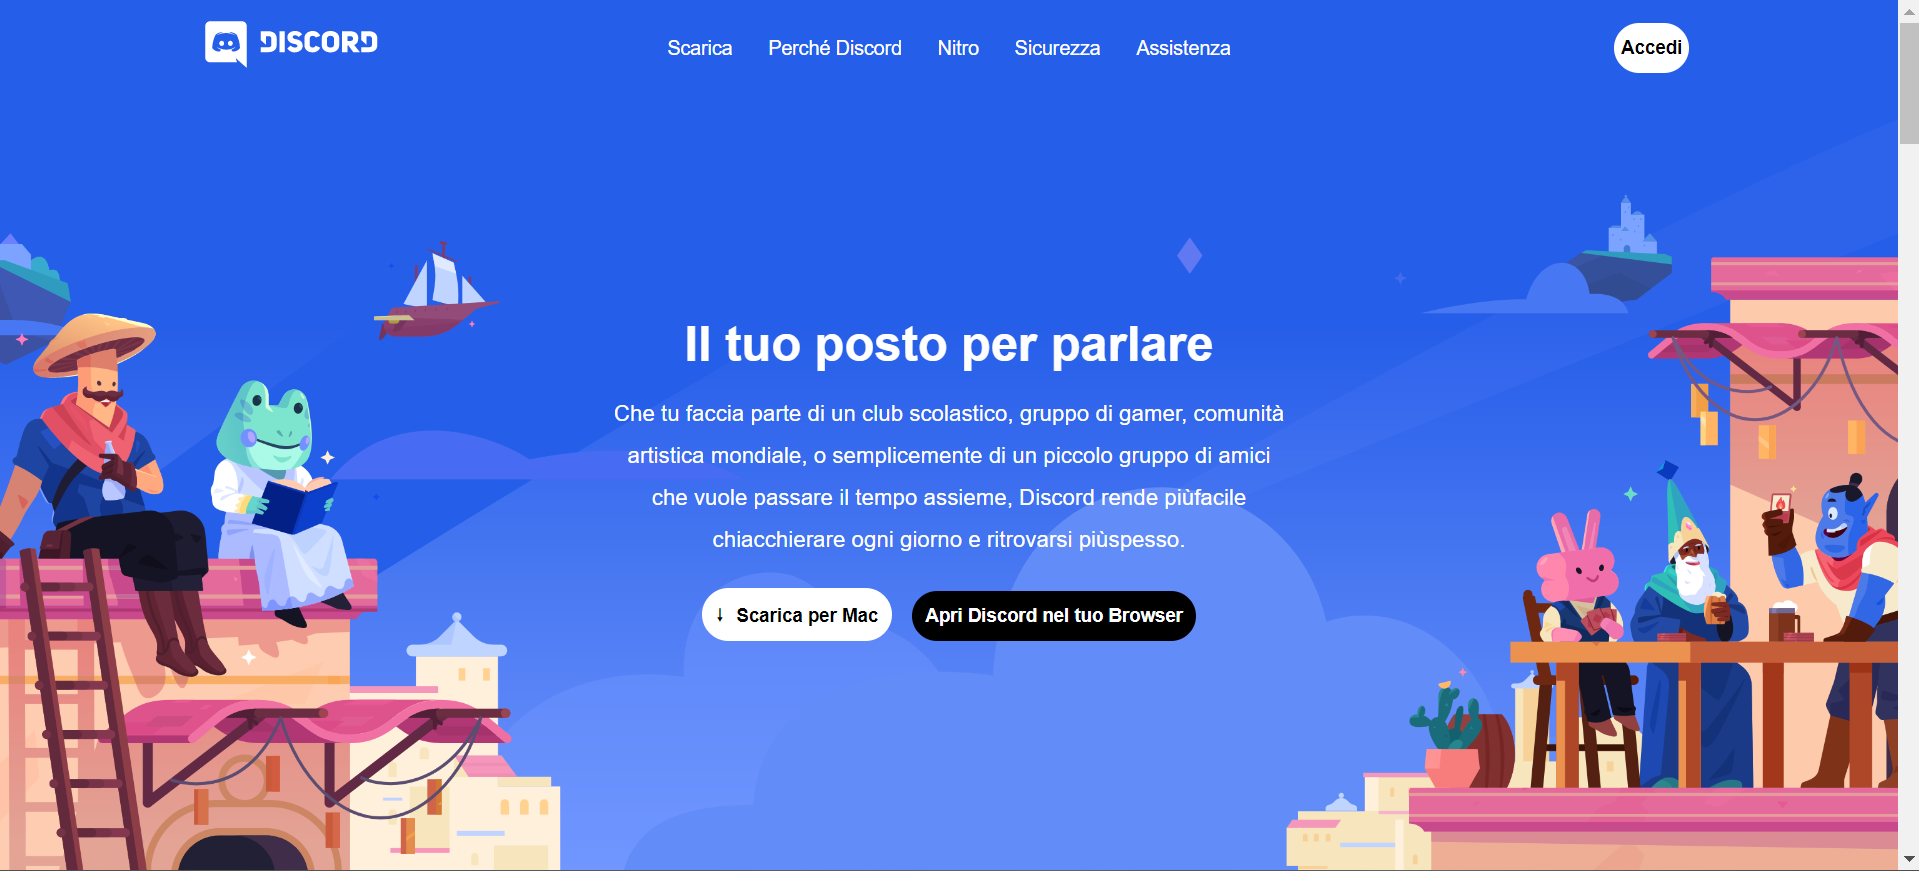 DISCORD
Scarica
Perché Discord
Nitro
Sicurezza
Assistenza
Accedi
Il tuo posto per parlare
Che tu faccia parte di un club scolastico, gruppo di gamer, comunità
artistica mondiale, o semplicemente di un piccolo gruppo di amici
che vuole passare il tempo assieme, Discord rende piùfacile
chiacchierare ogni giorno e ritrovarsi piùspesso.
↓ Scarica per Mac
Apri Discord nel tuo Browser